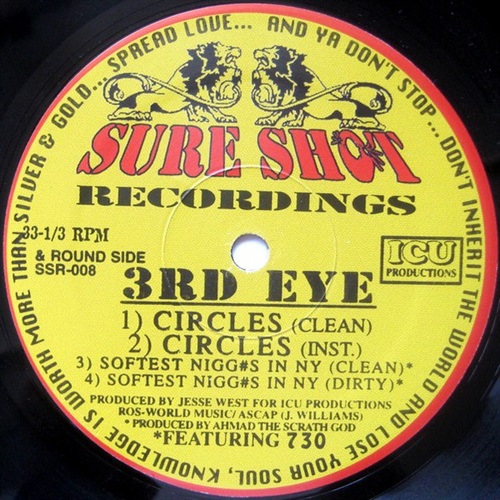 ...SPREAD LOVE... AND YA DON'T STOP... DON'T INHERIT THE WORLD AND LOSE YOUR SOUL, KNOWLEDGE IS WORTH MORE THAN SILVER & GOLD
SURE SHOT
RECORDINGS
33-1/3 RPM
& ROUND SIDE
SSR-008
ICU
PRODUCTIONS
3RD EYE
1) CIRCLES (CLEAN)
2) CIRCLES (INST.)
3) SOFTEST NIGG#S IN NY (CLEAN)*
4) SOFTEST NIGG#S IN NY (DIRTY)*
PRODUCED BY JESSE WEST FOR ICU PRODUCTIONS
ROS-WORLD MUSIC/ ASCAP (J. WILLIAMS)
*PRODUCED BY AHMAD THE SCRATH GOD
*FEATURING 730